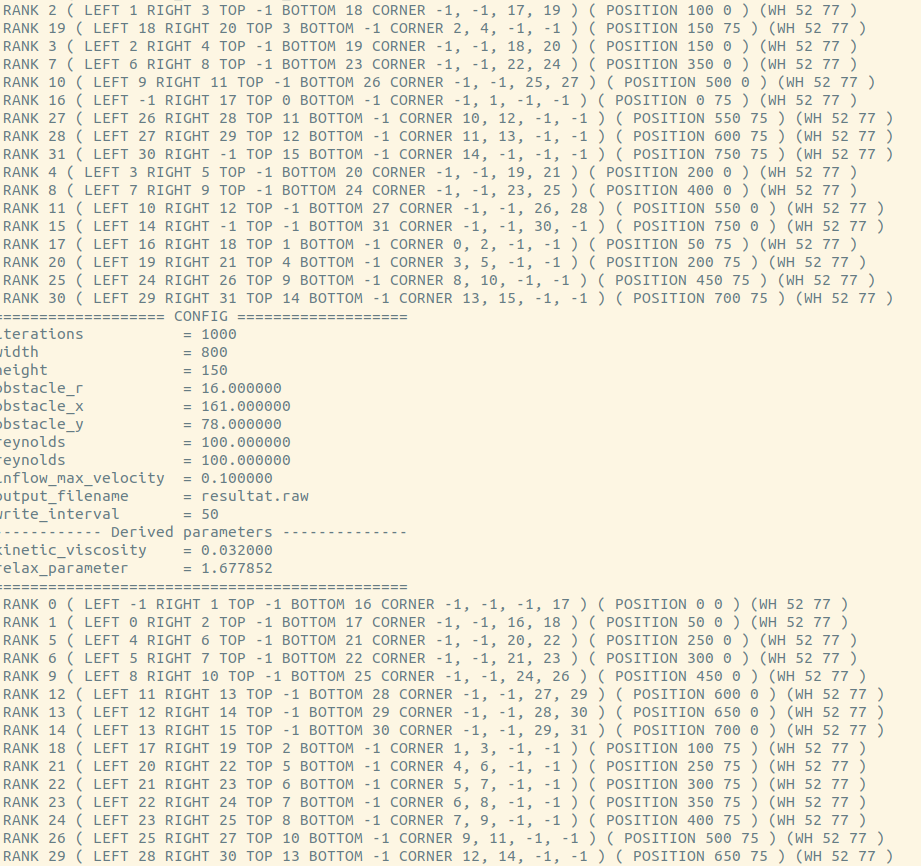 RANK 2 ( LEFT 1 RIGHT 3 TOP -1 BOTTOM 18 CORNER -1, -1, 17, 19 ) ( POSITION 100 0 ) (WH 52 77 )
RANK 19 ( LEFT 18 RIGHT 20 TOP 3 BOTTOM -1 CORNER 2, 4, -1, -1 ) ( POSITION 150 75 ) (WH 52 77 )
RANK 3 ( LEFT 2 RIGHT 4 TOP -1 BOTTOM 19 CORNER -1, -1, 18, 20 ) ( POSITION 150 0 ) (WH 52 77 )
RANK 7 ( LEFT 6 RIGHT 8 TOP -1 BOTTOM 23 CORNER -1, -1, 22, 24 ) ( POSITION 350 0 ) (WH 52 77 )
RANK 10 ( LEFT 9 RIGHT 11 TOP -1 BOTTOM 26 CORNER -1, -1, 25, 27 ) ( POSITION 500 0 ) (WH 52 77 )
RANK 16 ( LEFT -1 RIGHT 17 TOP 0 BOTTOM -1 CORNER -1, 1, -1, -1 ) ( POSITION 0 75 ) (WH 52 77 )
RANK 27 ( LEFT 26 RIGHT 28 TOP 11 BOTTOM -1 CORNER 10, 12, -1, -1 ) ( POSITION 550 75 ) (WH 52 77 )
RANK 28 ( LEFT 27 RIGHT 29 TOP 12 BOTTOM -1 CORNER 11, 13, -1, -1 ) ( POSITION 600 75 ) (WH 52 77 )
RANK 31 ( LEFT 30 RIGHT -1 TOP 15 BOTTOM -1 CORNER 14, -1, -1, -1 ) ( POSITION 750 75 ) (WH 52 77 )
RANK 4 ( LEFT 3 RIGHT 5 TOP -1 BOTTOM 20 CORNER -1, -1, 19, 21 ) ( POSITION 200 0 ) (WH 52 77 )
RANK 8 ( LEFT 7 RIGHT 9 TOP -1 BOTTOM 24 CORNER -1, -1, 23, 25 ) ( POSITION 400 0 ) (WH 52 77 )
RANK 11 ( LEFT 10 RIGHT 12 TOP -1 BOTTOM 27 CORNER -1, -1, 26, 28 ) ( POSITION 550 0 ) (WH 52 77 )
RANK 15 ( LEFT 14 RIGHT -1 TOP -1 BOTTOM 31 CORNER -1, -1, 30, -1 ) ( POSITION 750 0 ) (WH 52 77 )
RANK 17 ( LEFT 16 RIGHT 18 TOP 1 BOTTOM -1 CORNER 0, 2, -1, -1 ) ( POSITION 50 75 ) (WH 52 77 )
RANK 20 ( LEFT 19 RIGHT 21 TOP 4 BOTTOM -1 CORNER 3, 5, -1, -1 ) ( POSITION 200 75 ) (WH 52 77 )
RANK 25 ( LEFT 24 RIGHT 26 TOP 9 BOTTOM -1 CORNER 8, 10, -1, -1 ) ( POSITION 450 75 ) (WH 52 77 )
RANK 30 ( LEFT 29 RIGHT 31 TOP 14 BOTTOM -1 CORNER 13, 15, -1, -1 ) ( POSITION 700 75 ) (WH 52 77 )
=================== CONFIG ===================
iterations = 1000
width = 800
height = 150
obstacle_r = 16.000000
obstacle_x = 161.000000
obstacle_y = 78.000000
reynolds = 100.000000
reynolds = 100.000000
inflow_max_velocity = 0.100000
output_filename = resultat.raw
write_interval = 50
------------ Derived parameters --------------
kinetic_viscosity = 0.032000
relax_parameter = 1.677852
==============================================
RANK 0 ( LEFT -1 RIGHT 1 TOP -1 BOTTOM 16 CORNER -1, -1, -1, 17 ) ( POSITION 0 0 ) (WH 52 77 )
RANK 1 ( LEFT 0 RIGHT 2 TOP -1 BOTTOM 17 CORNER -1, -1, 16, 18 ) ( POSITION 50 0 ) (WH 52 77 )
RANK 5 ( LEFT 4 RIGHT 6 TOP -1 BOTTOM 21 CORNER -1, -1, 20, 22 ) ( POSITION 250 0 ) (WH 52 77 )
RANK 6 ( LEFT 5 RIGHT 7 TOP -1 BOTTOM 22 CORNER -1, -1, 21, 23 ) ( POSITION 300 0 ) (WH 52 77 )
RANK 9 ( LEFT 8 RIGHT 10 TOP -1 BOTTOM 25 CORNER -1, -1, 24, 26 ) ( POSITION 450 0 ) (WH 52 77 )
RANK 12 ( LEFT 11 RIGHT 13 TOP -1 BOTTOM 28 CORNER -1, -1, 27, 29 ) ( POSITION 600 0 ) (WH 52 77 )
RANK 13 ( LEFT 12 RIGHT 14 TOP -1 BOTTOM 29 CORNER -1, -1, 28, 30 ) ( POSITION 650 0 ) (WH 52 77 )
RANK 14 ( LEFT 13 RIGHT 15 TOP -1 BOTTOM 30 CORNER -1, -1, 29, 31 ) ( POSITION 700 0 ) (WH 52 77 )
RANK 18 ( LEFT 17 RIGHT 19 TOP 2 BOTTOM -1 CORNER 1, 3, -1, -1 ) ( POSITION 100 75 ) (WH 52 77 )
RANK 21 ( LEFT 20 RIGHT 22 TOP 5 BOTTOM -1 CORNER 4, 6, -1, -1 ) ( POSITION 250 75 ) (WH 52 77 )
RANK 22 ( LEFT 21 RIGHT 23 TOP 6 BOTTOM -1 CORNER 5, 7, -1, -1 ) ( POSITION 300 75 ) (WH 52 77 )
RANK 23 ( LEFT 22 RIGHT 24 TOP 7 BOTTOM -1 CORNER 6, 8, -1, -1 ) ( POSITION 350 75 ) (WH 52 77 )
RANK 24 ( LEFT 23 RIGHT 25 TOP 8 BOTTOM -1 CORNER 7, 9, -1, -1 ) ( POSITION 400 75 ) (WH 52 77 )
RANK 26 ( LEFT 25 RIGHT 27 TOP 10 BOTTOM -1 CORNER 9, 11, -1, -1 ) ( POSITION 500 75 ) (WH 52 77 )
RANK 29 ( LEFT 28 RIGHT 30 TOP 13 BOTTOM -1 CORNER 12, 14, -1, -1 ) ( POSITION 650 75 ) (WH 52 77 )